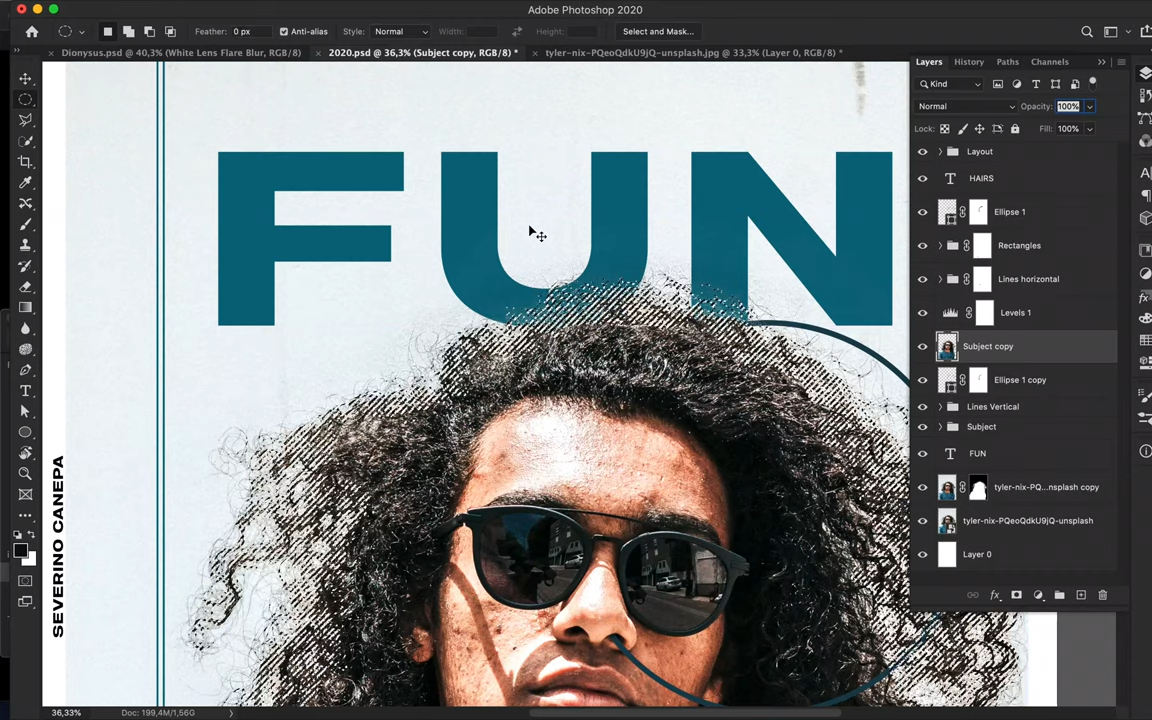 Adobe Photoshop 2020
Feather: 0 px Anti-alias Style: Normal Width: Height: Select and Mask...
Dionysus.psd @ 40,3% (White Lens Flare Blur, RGB/8) 2020.psd @ 36,3% (Subject copy, RGB/8) * tyler-nix-PQeoQdkU9jQ-unsplash.jpg @ 33,3% (Layer 0, RGB/8) *
Layers History Paths Channels
Kind
Normal Opacity: 100%
Lock: Fill: 100%
Layout
HAIRS
Ellipse 1
Rectangles
Lines horizontal
Levels 1
Subject copy
Ellipse 1 copy
Lines Vertical
Subject
FUN
tyler-nix-PQ...nsplash copy
tyler-nix-PQeoQdkU9jQ-unsplash
Layer 0
FUN
SEVERINO CANEPA
36,33% Doc: 199,4M/1,56G